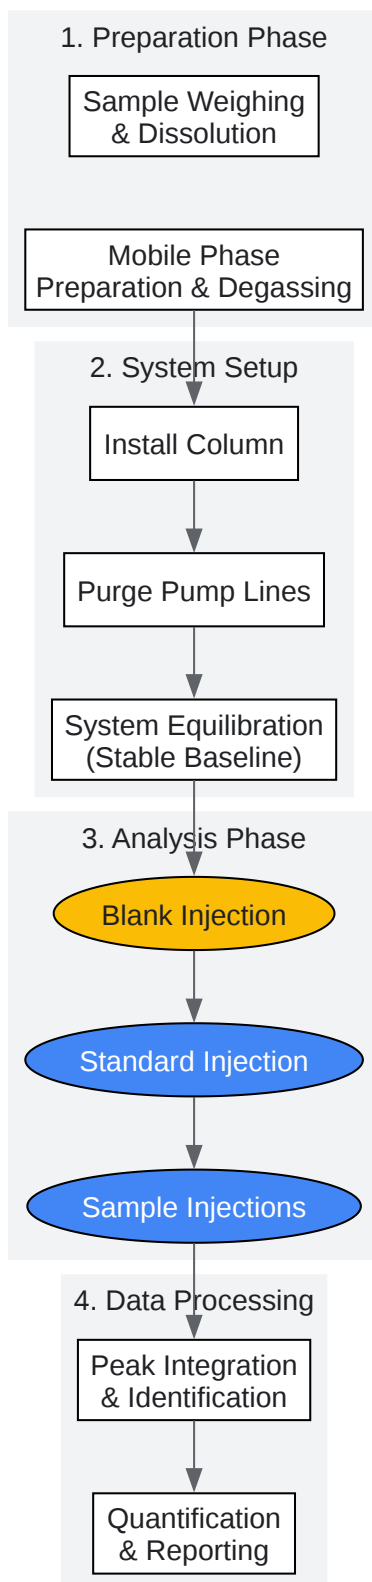 1. Preparation Phase
Sample Weighing
& Dissolution
Mobile Phase
Preparation & Degassing
2. System Setup
Install Column
Purge Pump Lines
System Equilibration
(Stable Baseline)
3. Analysis Phase
Blank Injection
Standard Injection
Sample Injections
4. Data Processing
Peak Integration
& Identification
Quantification
& Reporting